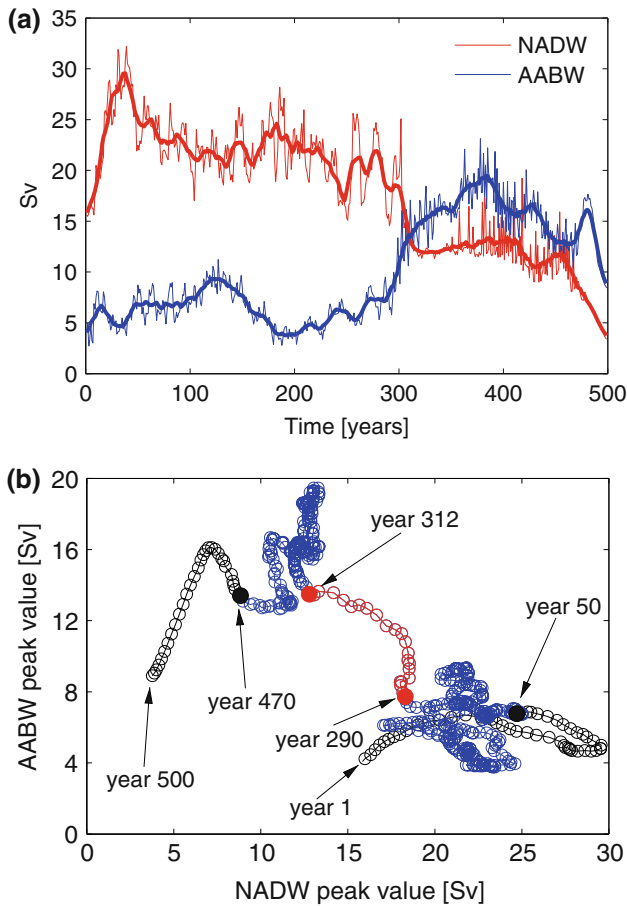 (a)
NADW
AABW
35
30
25
20
15
10
5
0
Sv
0 100 200 300 400 500
Time [years]
(b)
20
16
12
8
4
0
AABW peak value [Sv]
year 312
year 50
year 470
year 290
year 500
year 1
0 5 10 15 20 25 30
NADW peak value [Sv]